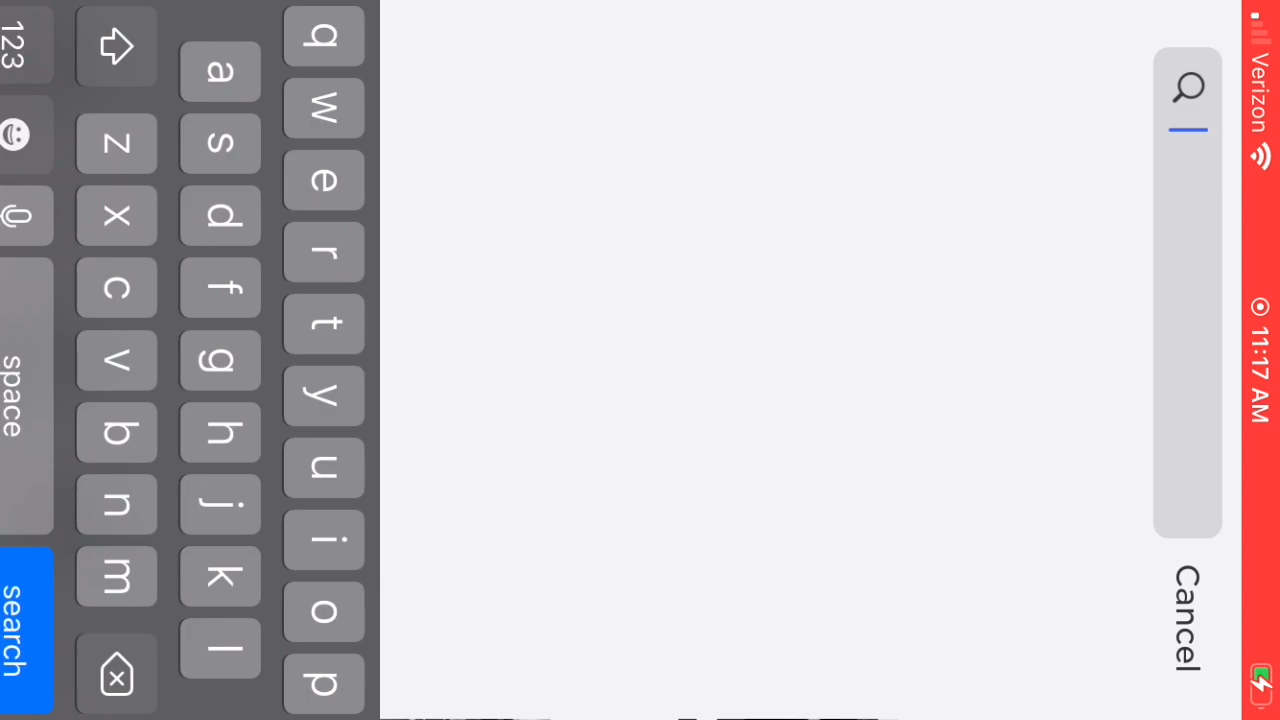 Verizon 11:17 AM
Cancel
q w e r t y u i o p
a s d f g h j k l
z x c v b n m
123 space search